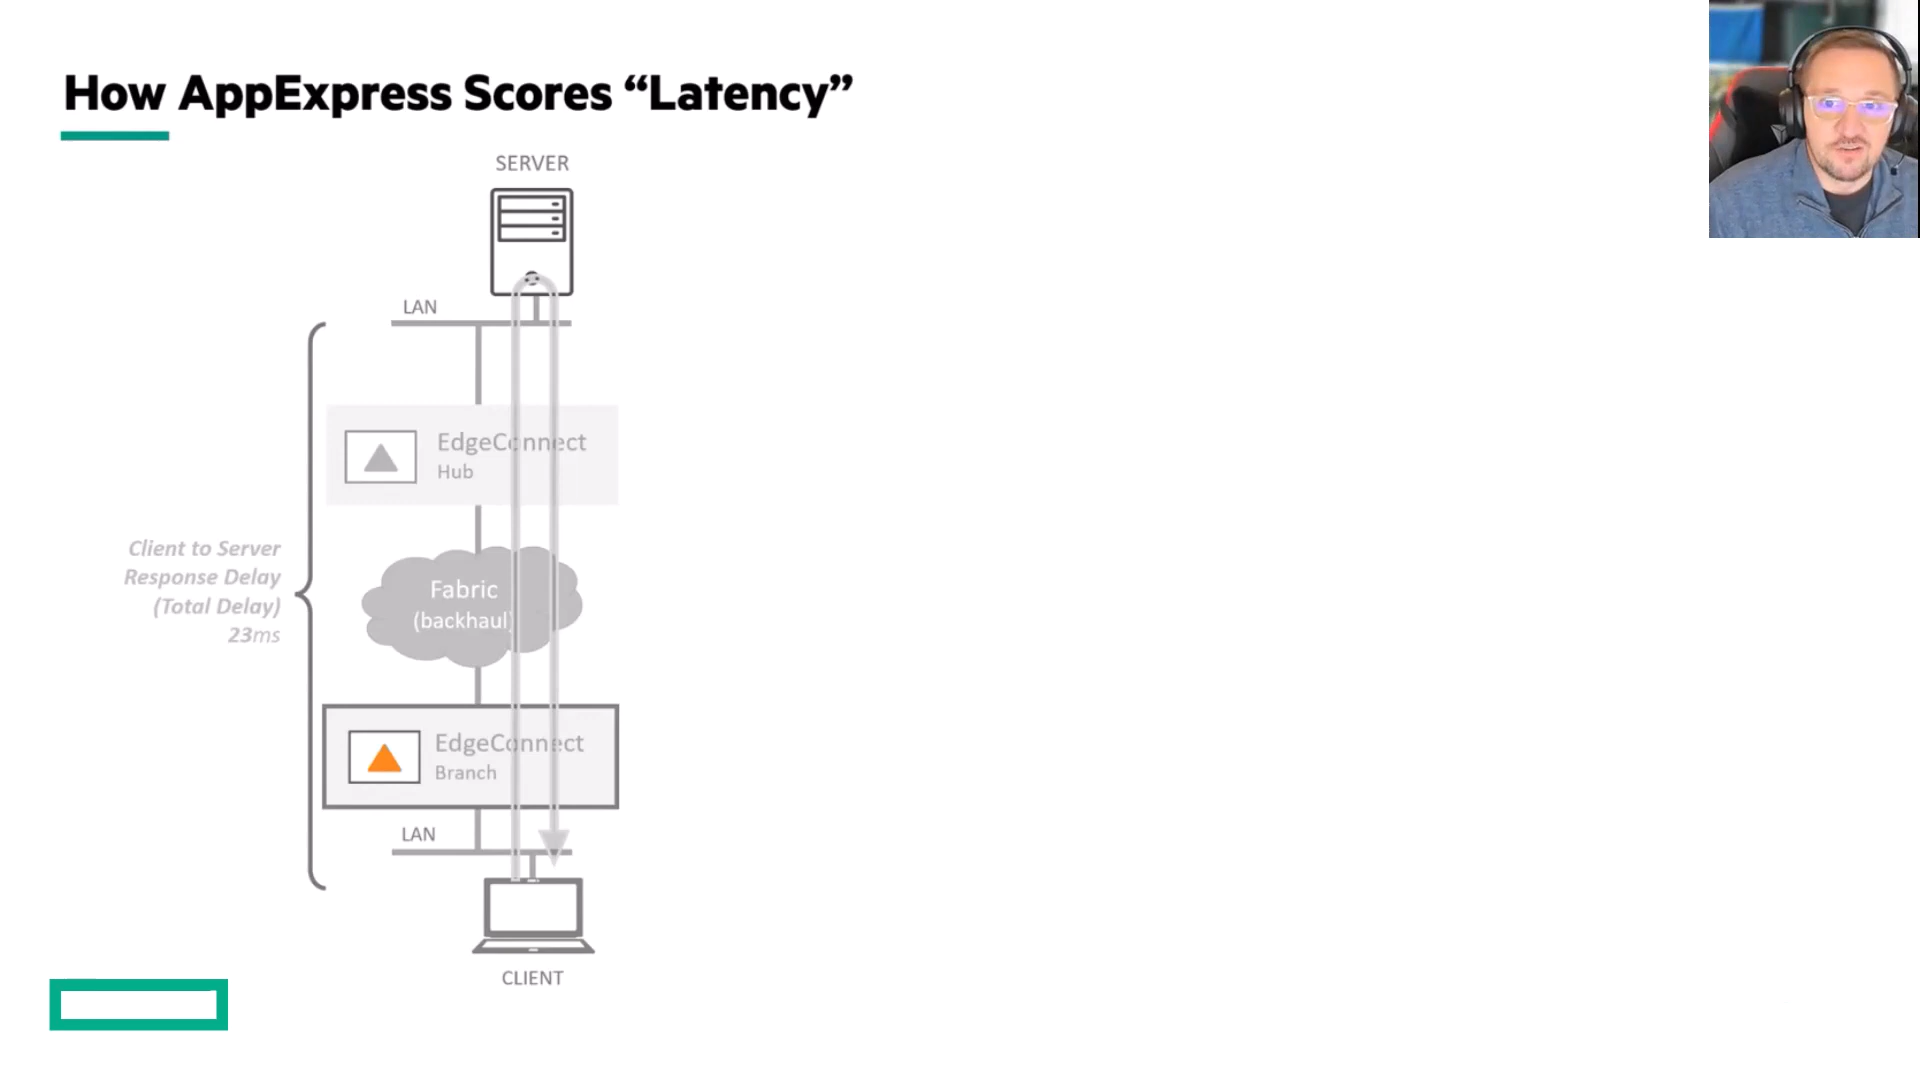 How AppExpress Scores “Latency”
SERVER
LAN
EdgeConnect
Hub
Client to Server
Response Delay
(Total Delay)
23ms
Fabric
(backhaul)
EdgeConnect
Branch
LAN
CLIENT